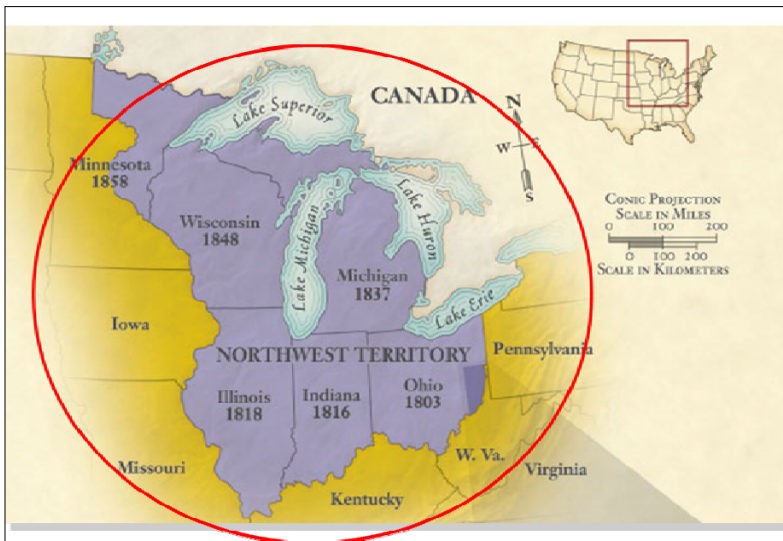 CANADA
Lake Superior
N
W E
S
Minnesota
1858
CONIC PROJECTION
SCALE IN MILES
0 100 200
0 100 200
SCALE IN KILOMETERS
Wisconsin
1848
Lake Michigan
Lake Huron
Michigan
1837
Lake Erie
Iowa
NORTHWEST TERRITORY
Pennsylvania
Illinois
1818
Indiana
1816
Ohio
1803
Missouri
W. Va.
Virginia
Kentucky